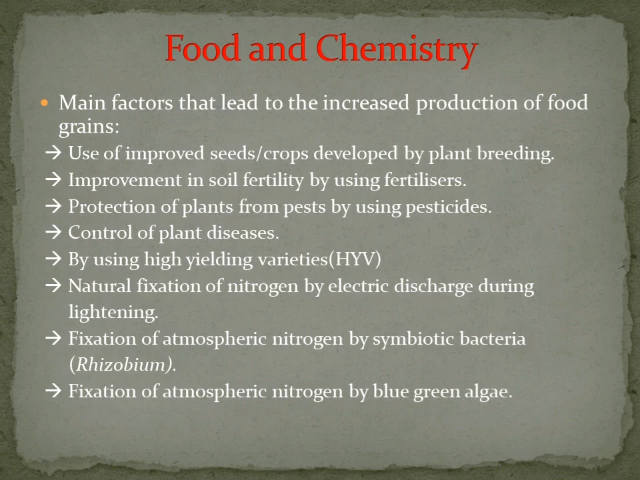 Food and Chemistry
• Main factors that lead to the increased production of food
grains:
→ Use of improved seeds/crops developed by plant breeding.
→ Improvement in soil fertility by using fertilisers.
→ Protection of plants from pests by using pesticides.
→ Control of plant diseases.
→ By using high yielding varieties(HYV)
→ Natural fixation of nitrogen by electric discharge during
lightening.
→ Fixation of atmospheric nitrogen by symbiotic bacteria
(Rhizobium).
→ Fixation of atmospheric nitrogen by blue green algae.